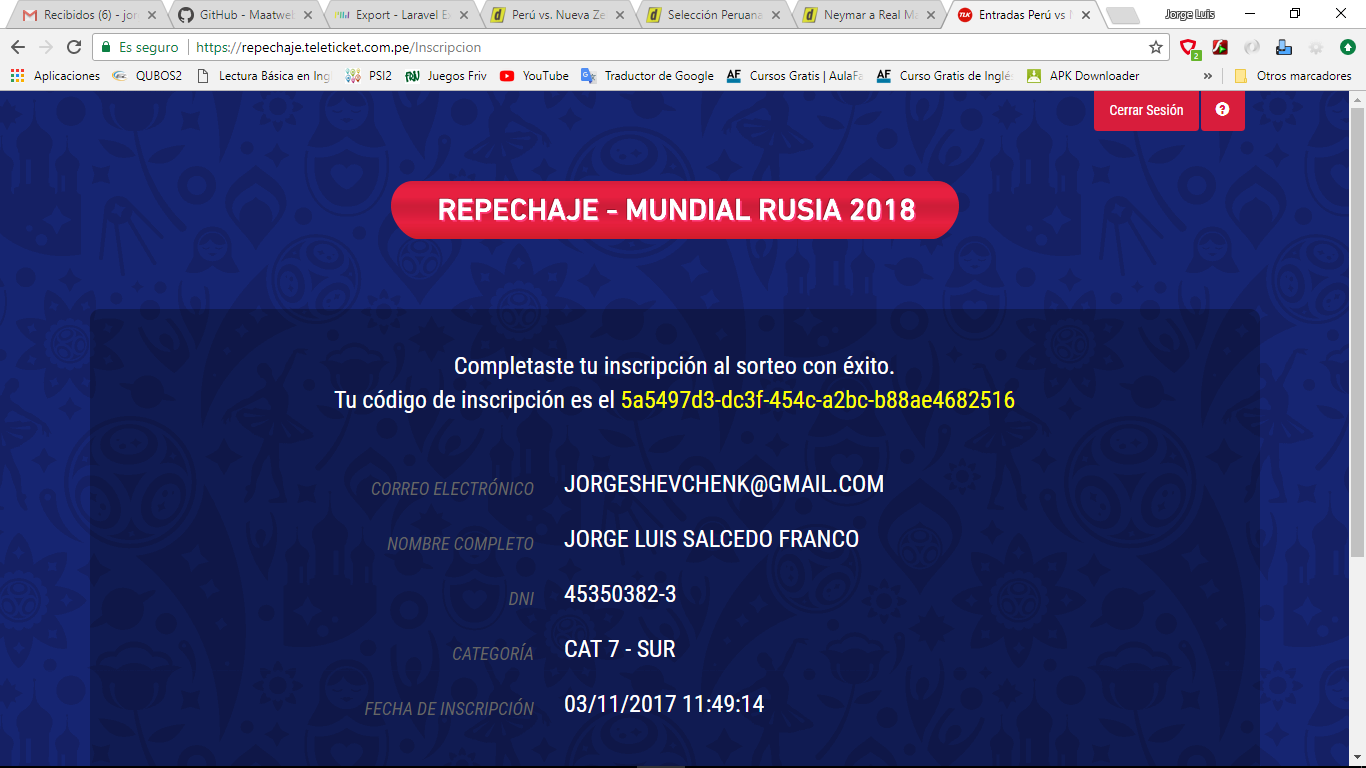 Recibidos (6) - jor
GitHub - Maatwel
Export - Laravel Ex
Perú vs. Nueva Ze
Selección Peruana
Neymar a Real Ma
Entradas Perú vs N
Jorge Luis
Es seguro
https://repechaje.teleticket.com.pe/Inscripcion
2
Aplicaciones
QUBOS2
Lectura Básica en Ing
PSI2
Juegos Friv
YouTube
Traductor de Google
Cursos Gratis | AulaFa
Curso Gratis de Inglé
APK Downloader
»
Otros marcadores
Cerrar Sesión
REPECHAJE - MUNDIAL RUSIA 2018
Completaste tu inscripción al sorteo con éxito.
Tu código de inscripción es el 5a5497d3-dc3f-454c-a2bc-b88ae4682516
CORREO ELECTRÓNICO JORGESHEVCHENK@GMAIL.COM
NOMBRE COMPLETO JORGE LUIS SALCEDO FRANCO
DNI 45350382-3
CATEGORÍA CAT 7 - SUR
FECHA DE INSCRIPCIÓN 03/11/2017 11:49:14